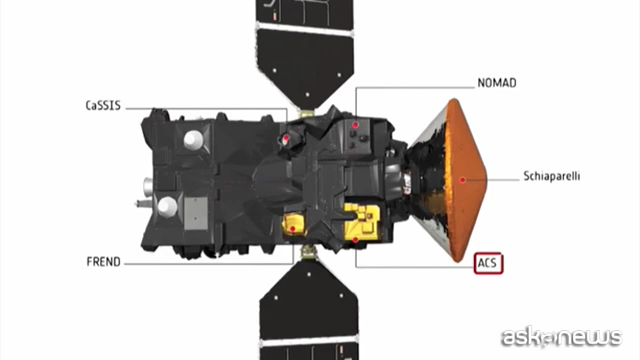 NOMAD
CaSSIS
Schiaparelli
FREND
ACS
askanews